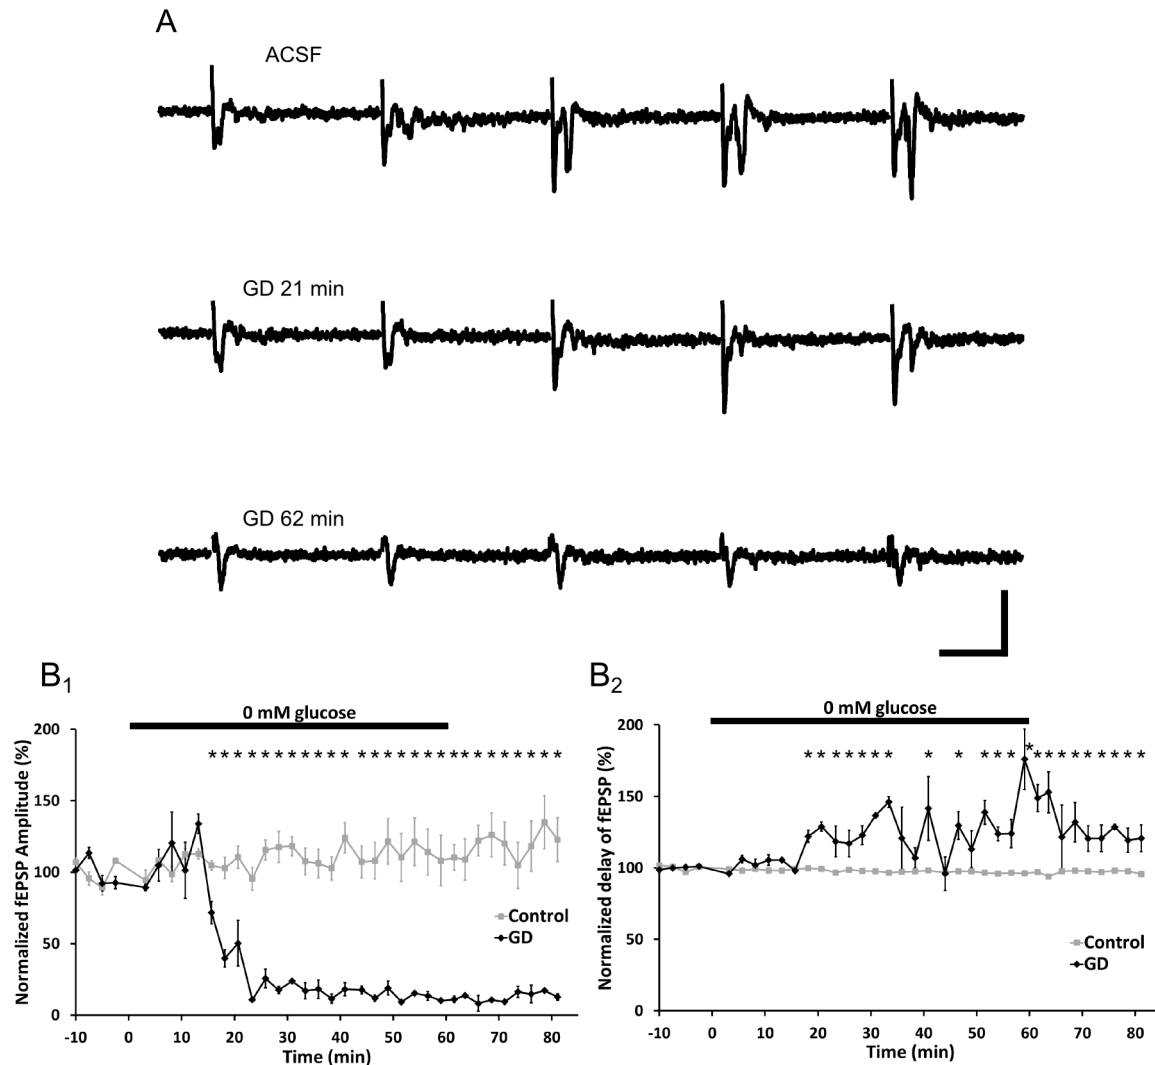 A
ACSF
GD 21 min
GD 62 min
B1
0 mM glucose
200
150
100
50
0
-10 0 10 20 30 40 50 60 70 80
Time (min)
Normalized fEPSP Amplitude (%)
* * * * * * * * * * * * * * * * * * * * * * * * * *
Control
GD
B2
0 mM glucose
200
150
100
50
0
-10 0 10 20 30 40 50 60 70 80
Time (min)
Normalized delay of fEPSP (%)
* * * * * * * * * * * * * * * * * * * * * *
Control
GD